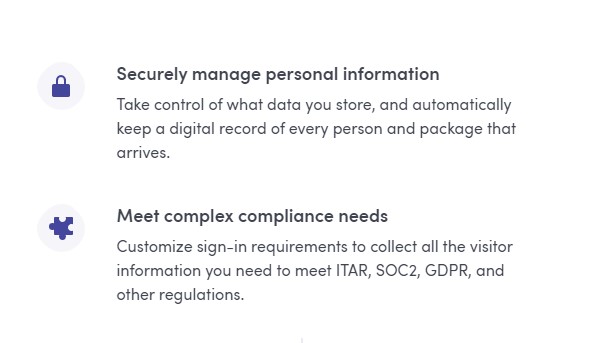 Securely manage personal information
Take control of what data you store, and automatically
keep a digital record of every person and package that
arrives.
Meet complex compliance needs
Customize sign-in requirements to collect all the visitor
information you need to meet ITAR, SOC2, GDPR, and
other regulations.